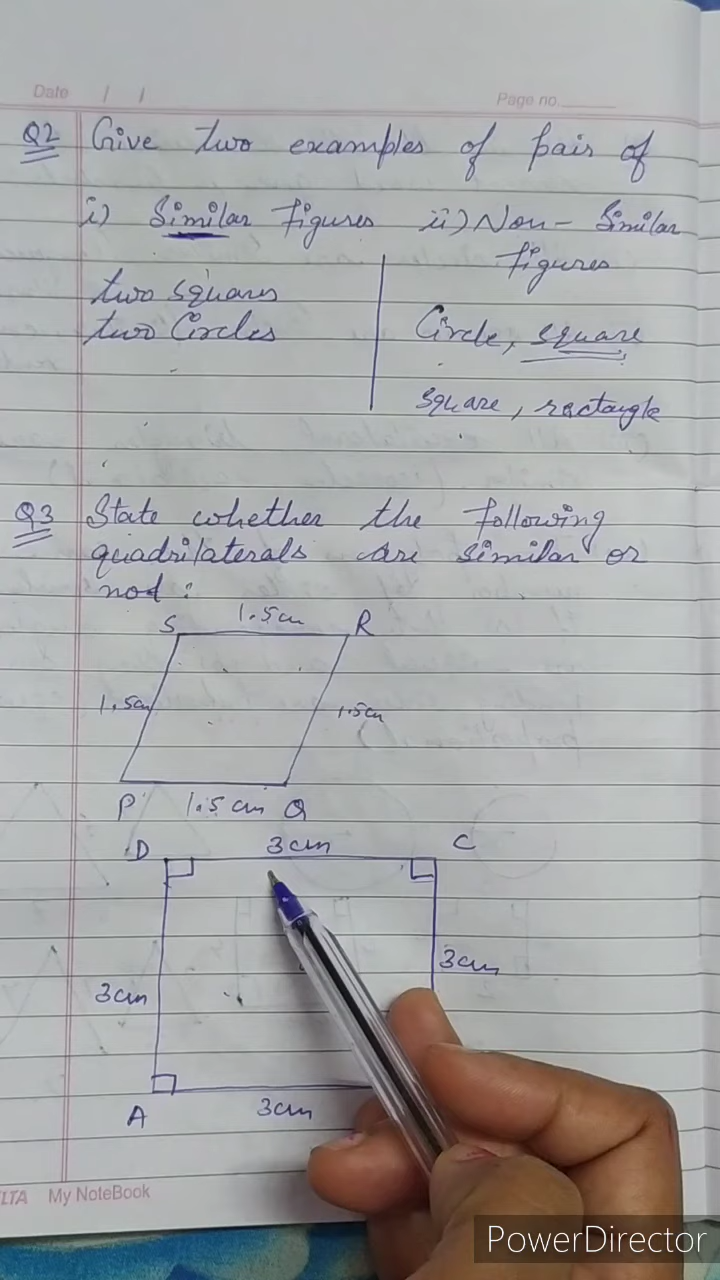 Date / /
Page no.
Q2 Give two examples of pair of
i) Similar figures ii) Non-Similar
figures
two squares
two Circles
Circle, square
square, rectangle
Q3 State whether the following
quadrilaterals are similar or
not:
S 1.5cm R
1.5cm 1.5cm
P 1.5cm Q
D 3cm C
3cm 3cm
A 3cm
LTA My NoteBook
PowerDirector